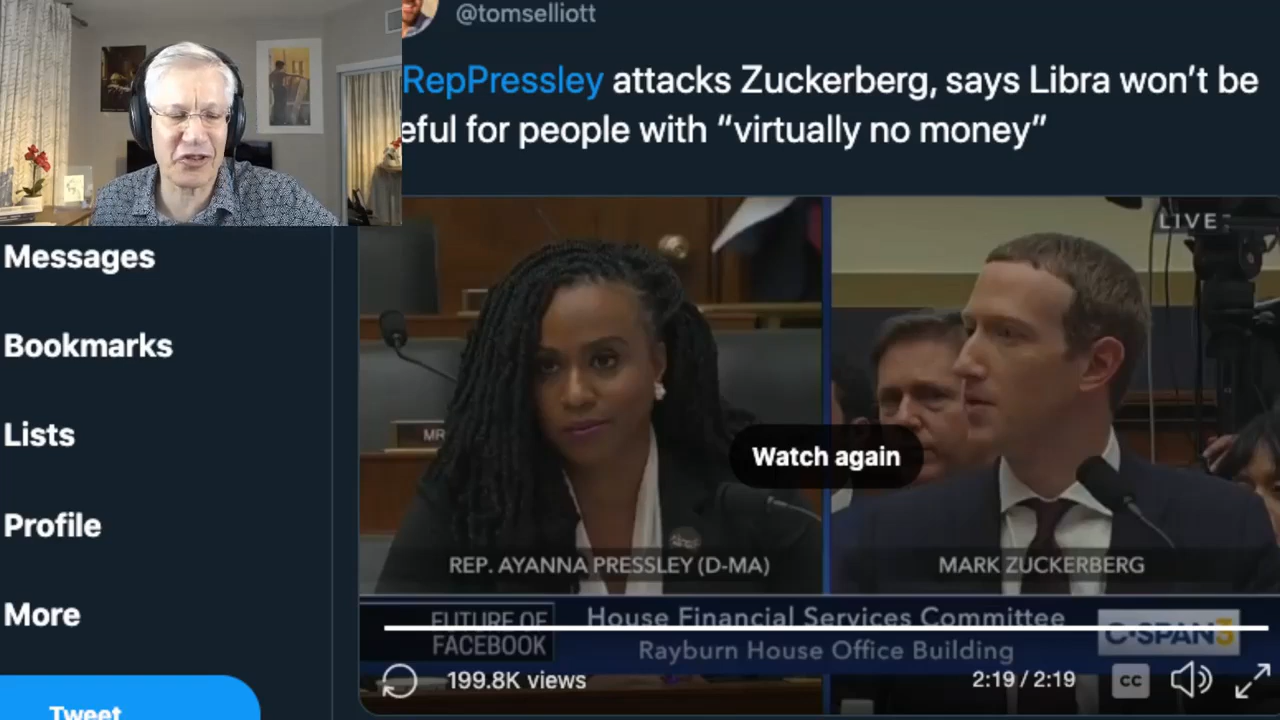 @tomselliott
RepPressley attacks Zuckerberg, says Libra won't be
eful for people with “virtually no money”
LIVE
Messages
Bookmarks
Lists
Profile
More
Tweet
MR
Watch again
REP. AYANNA PRESSLEY (D-MA)
MARK ZUCKERBERG
FUTURE OF
FACEBOOK
House Financial Services Committee
Rayburn House Office Building
C-SPAN3
199.8K views
2:19 / 2:19
CC